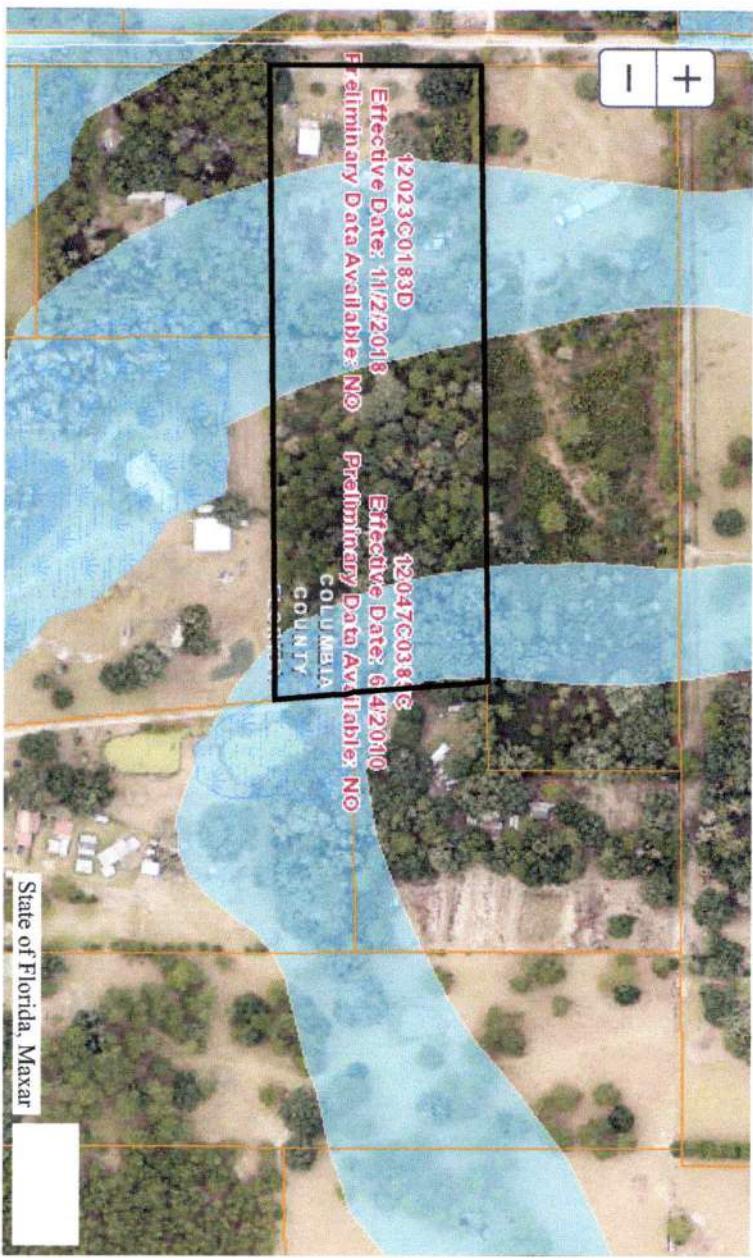 +
−
12023C0183D
Effective Date: 11/2/2018
Preliminary Data Available: NO
Effective Date: 6/4/2010
Preliminary Data Available: NO
COLUMBIA
COUNTY
State of Florida, Maxar